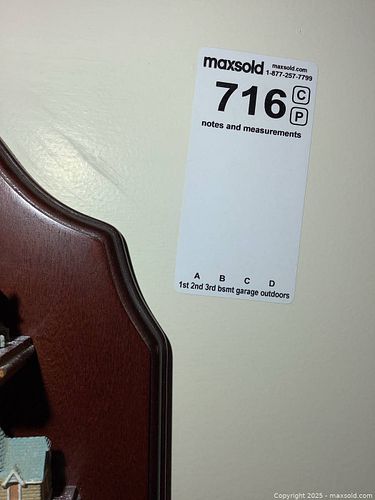 maxsold maxsold.com
1-877-257-7799
716 C
P
notes and measurements
A B C D
1st 2nd 3rd bsmt garage outdoors
Copyright 2025 - maxsold.com